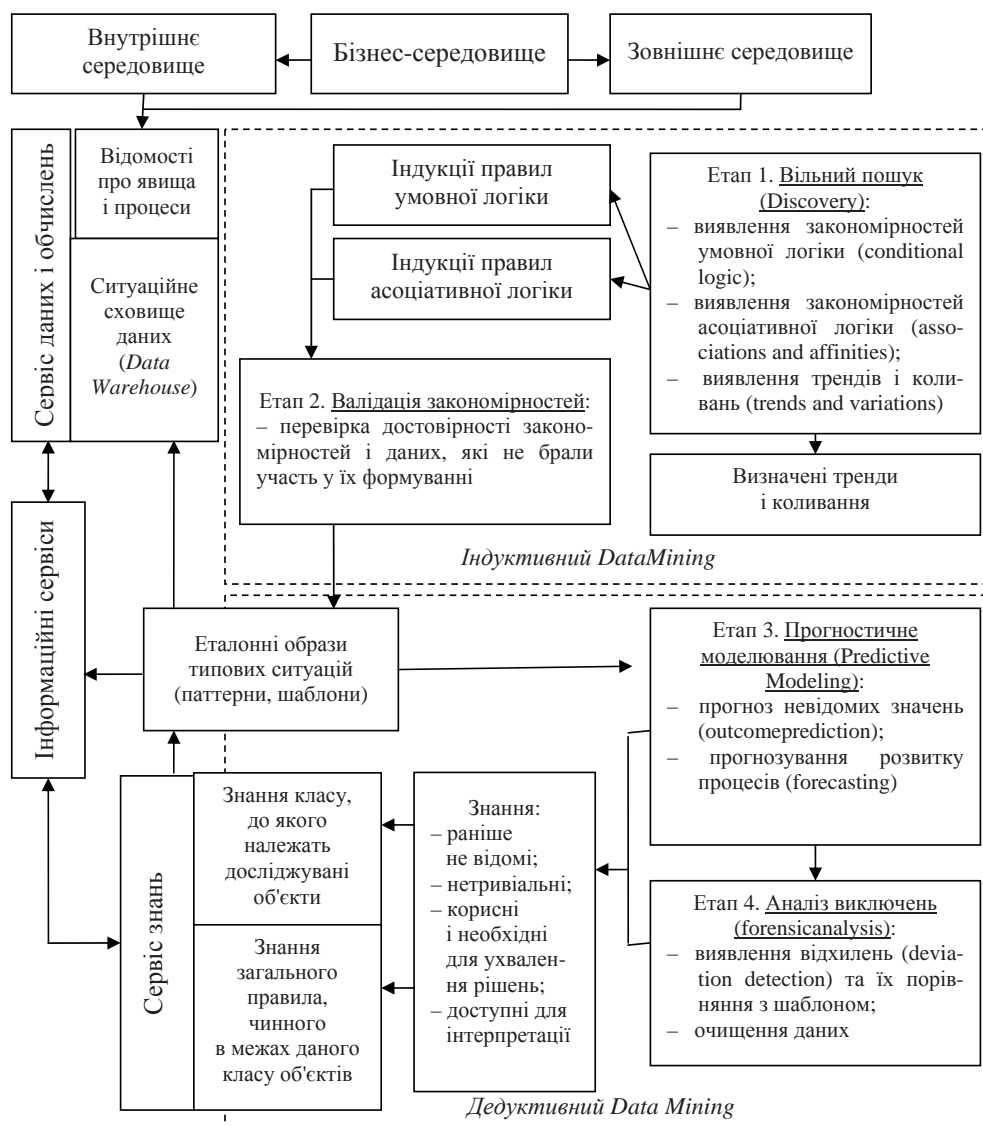 Внутрішнє
середовище
Бізнес-середовище
Зовнішнє середовище
Сервіс даних і обчислень
Відомості
про явища
і процеси
Ситуаційне
сховище
даних
(Data
Warehouse)
Індукції правил
умовної логіки
Індукції правил
асоціативної логіки
Етап 1. Вільний пошук
(Discovery):
– виявлення закономірностей
умовної логіки (conditional
logic);
– виявлення закономірностей
асоціативної логіки (asso-
ciations and affinities);
– виявлення трендів і коли-
вань (trends and variations)
Етап 2. Валідація закономірностей:
– перевірка достовірності законо-
мірностей і даних, які не брали
участь у їх формуванні
Визначені тренди
і коливання
Індуктивний DataMining
Інформаційні сервіси
Еталонні образи
типових ситуацій
(паттерни, шаблони)
Етап 3. Прогностичне
моделювання (Predictive
Modeling):
– прогноз невідомих значень
(outcomeprediction);
– прогнозування розвитку
процесів (forecasting)
Сервіс знань
Знання класу,
до якого
належать
досліджувані
об'єкти
Знання
загального
правила,
чинного
в межах даного
класу об'єктів
Знання:
– раніше
не відомі;
– нетривіальні;
– корисні
і необхідні
для ухвален-
ня рішень;
– доступні для
інтерпретації
Етап 4. Аналіз виключень
(forensicanalysis):
– виявлення відхилень (devia-
tion detection) та їх порів-
няння з шаблоном;
– очищення даних
Дедуктивний Data Mining